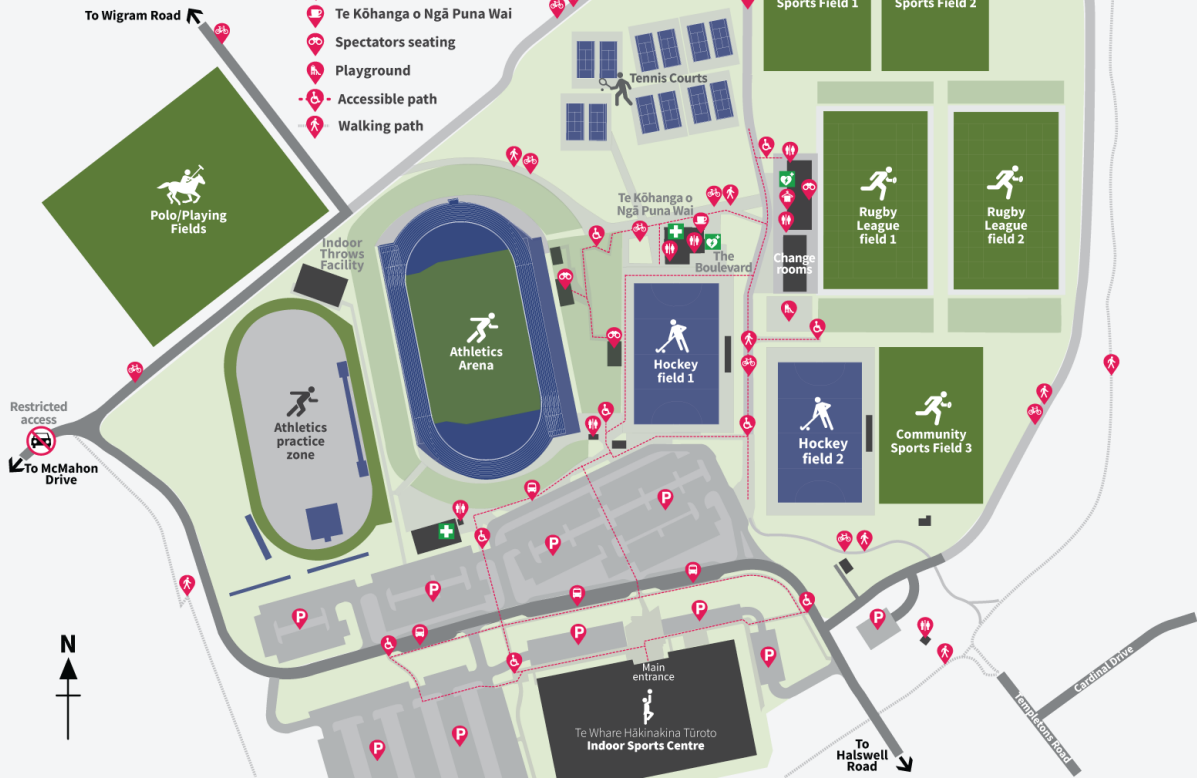 To Wigram Road
Te Kōhanga o Ngā Puna Wai
Spectators seating
Playground
Accessible path
Walking path
Sports Field 1
Sports Field 2
Tennis Courts
Polo/Playing
Fields
Te Kōhanga o
Ngā Puna Wai
Rugby
League
field 1
Rugby
League
field 2
Indoor
Throws
Facility
The
Boulevard
Change
rooms
Athletics
Arena
Hockey
field 1
Restricted
access
To McMahon
Drive
Athletics
practice
zone
Hockey
field 2
Community
Sports Field 3
P
P
P
P
P
P
P
P
P
P
N
Main
entrance
Te Whare Hākinakina Tūroto
Indoor Sports Centre
Cardinal Drive
Templetons Road
To
Halswell
Road